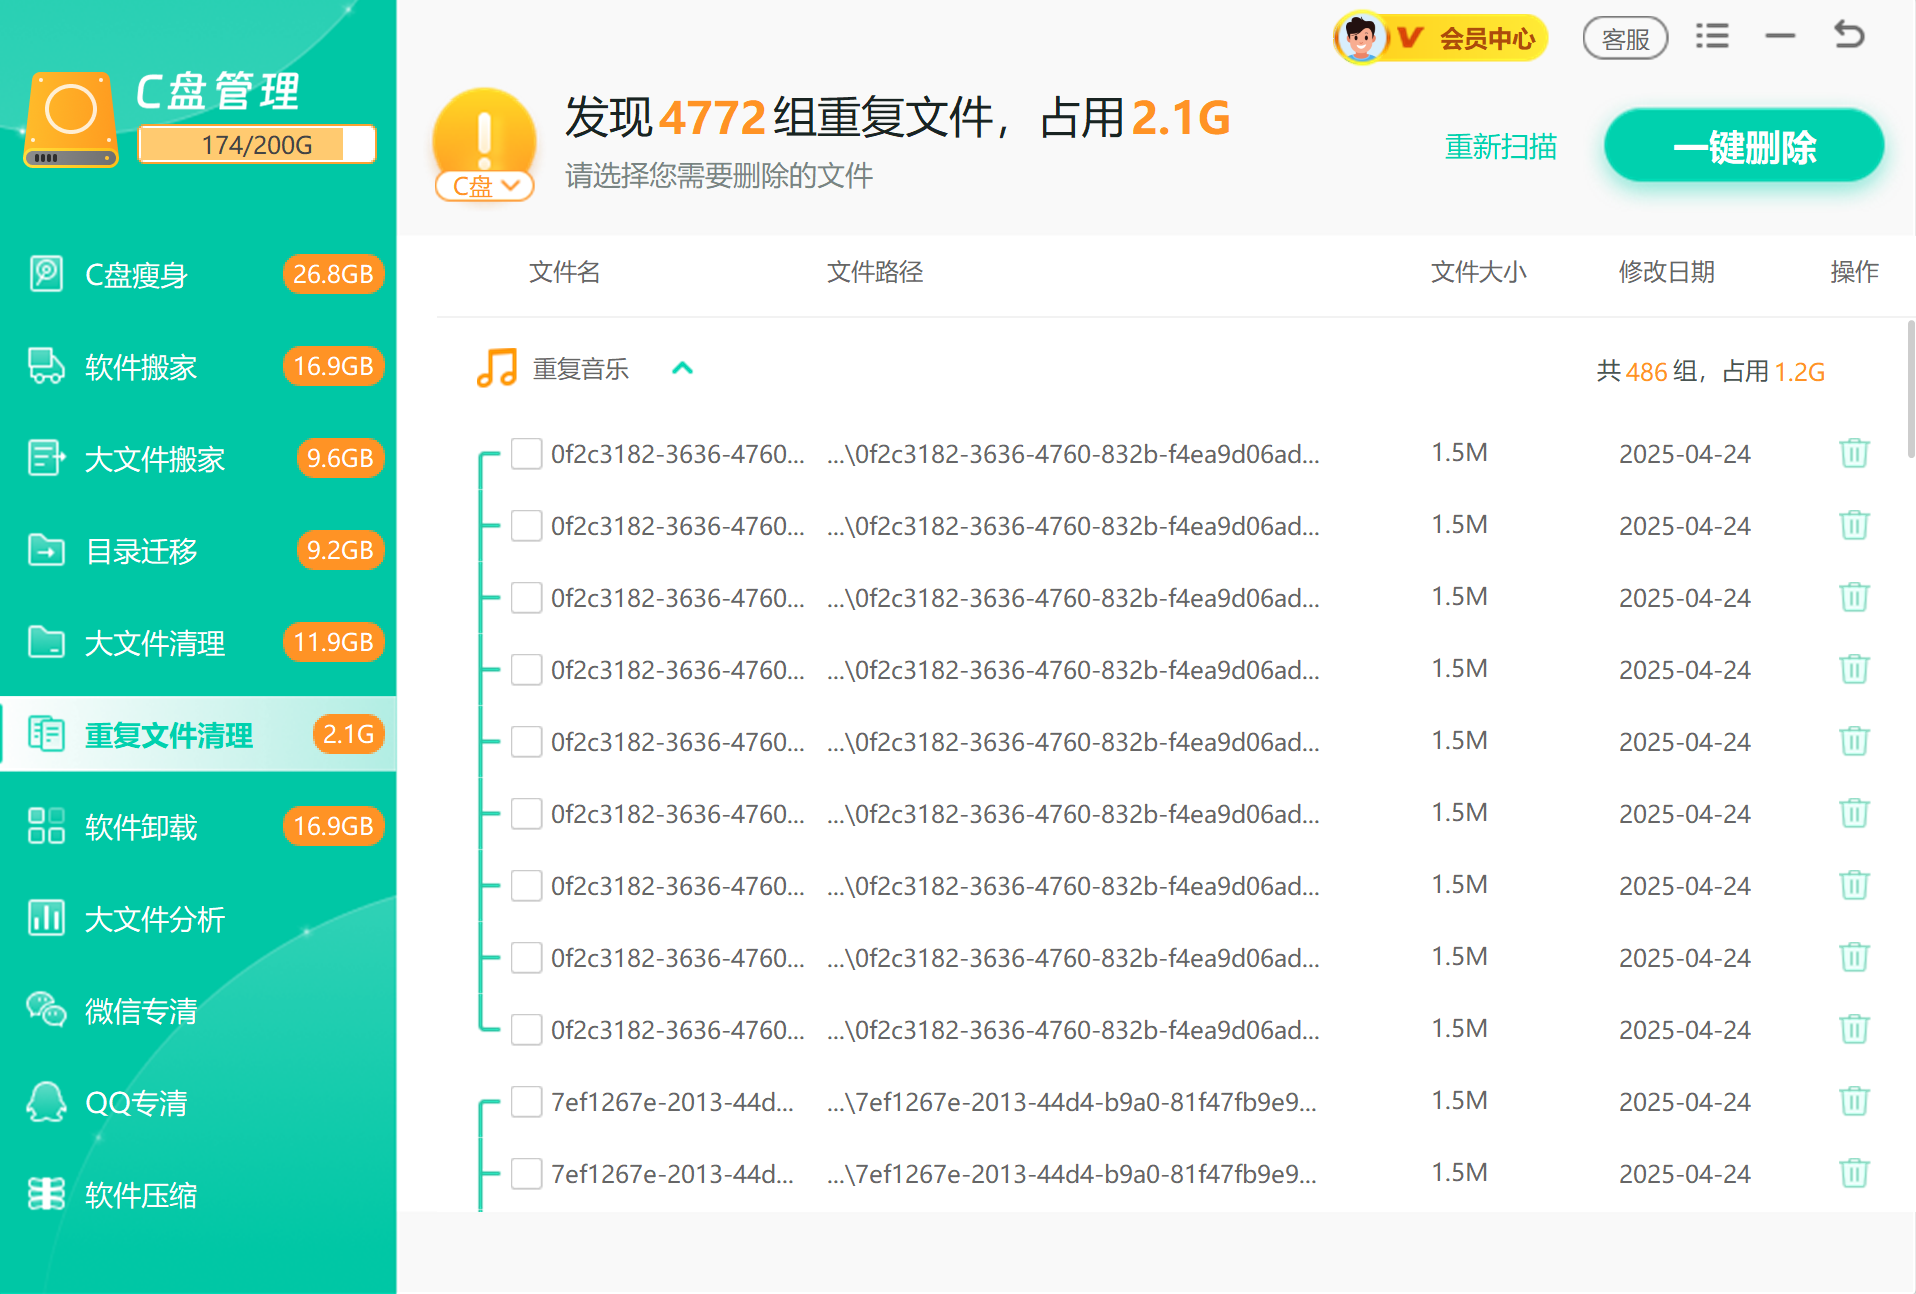 C盘管理
174/200G
C盘瘦身 26.8GB
软件搬家 16.9GB
大文件搬家 9.6GB
目录迁移 9.2GB
大文件清理 11.9GB
重复文件清理 2.1G
软件卸载 16.9GB
大文件分析
微信专清
QQ专清
软件压缩
V 会员中心 客服
发现4772组重复文件，占用2.1G
C盘
请选择您需要删除的文件
重新扫描 一键删除
文件名 文件路径 文件大小 修改日期 操作
重复音乐 共486组，占用1.2G
0f2c3182-3636-4760... ...\0f2c3182-3636-4760-832b-f4ea9d06ad... 1.5M 2025-04-24
0f2c3182-3636-4760... ...\0f2c3182-3636-4760-832b-f4ea9d06ad... 1.5M 2025-04-24
0f2c3182-3636-4760... ...\0f2c3182-3636-4760-832b-f4ea9d06ad... 1.5M 2025-04-24
0f2c3182-3636-4760... ...\0f2c3182-3636-4760-832b-f4ea9d06ad... 1.5M 2025-04-24
0f2c3182-3636-4760... ...\0f2c3182-3636-4760-832b-f4ea9d06ad... 1.5M 2025-04-24
0f2c3182-3636-4760... ...\0f2c3182-3636-4760-832b-f4ea9d06ad... 1.5M 2025-04-24
0f2c3182-3636-4760... ...\0f2c3182-3636-4760-832b-f4ea9d06ad... 1.5M 2025-04-24
0f2c3182-3636-4760... ...\0f2c3182-3636-4760-832b-f4ea9d06ad... 1.5M 2025-04-24
0f2c3182-3636-4760... ...\0f2c3182-3636-4760-832b-f4ea9d06ad... 1.5M 2025-04-24
7ef1267e-2013-44d... ...\7ef1267e-2013-44d4-b9a0-81f47fb9e9... 1.5M 2025-04-24
7ef1267e-2013-44d... ...\7ef1267e-2013-44d4-b9a0-81f47fb9e9... 1.5M 2025-04-24